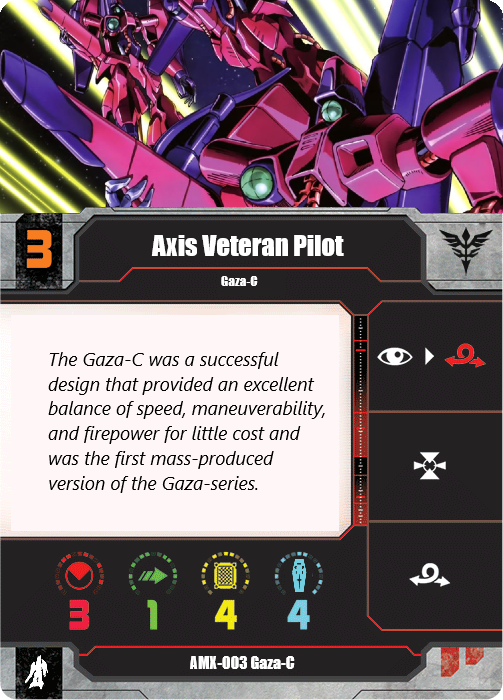 3
Axis Veteran Pilot
Gaza-C
The Gaza-C was a successful
design that provided an excellent
balance of speed, maneuverability,
and firepower for little cost and
was the first mass-produced
version of the Gaza-series.
3 1 4 4
AMX-003 Gaza-C